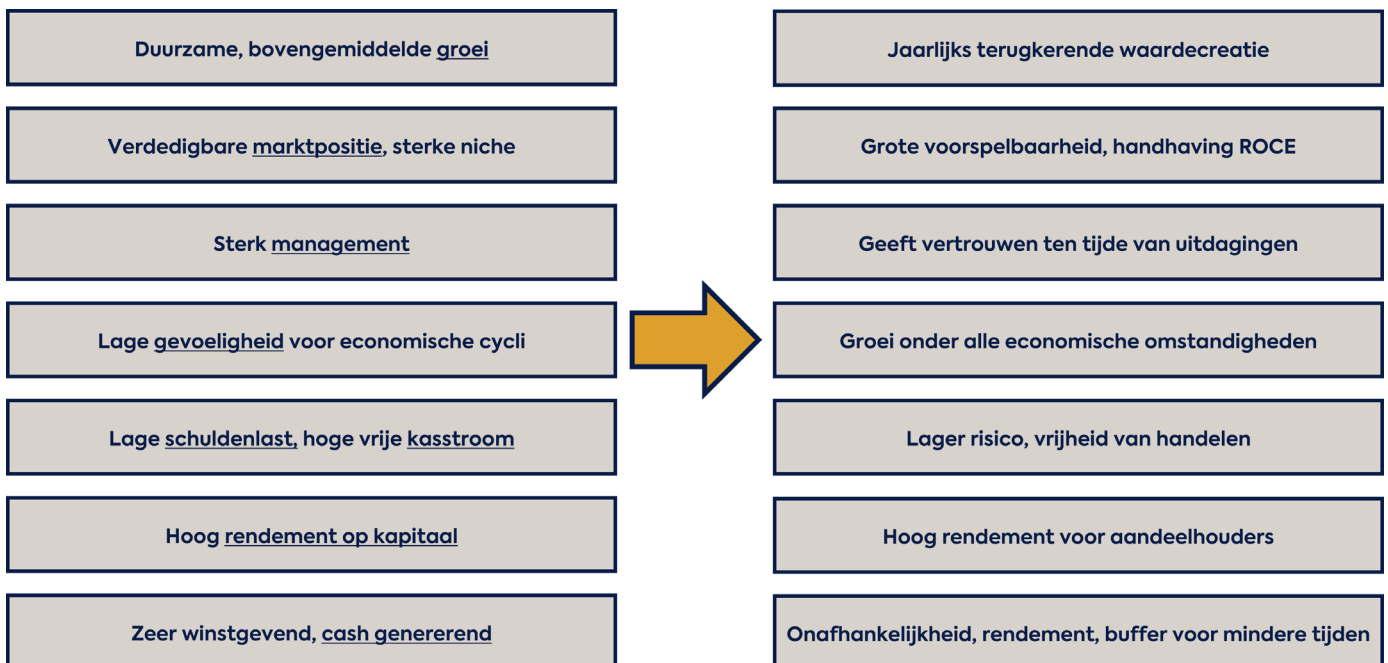 Duurzame, bovengemiddelde groei
Jaarlijks terugkerende waardecreatie
Verdedigbare marktpositie, sterke niche
Grote voorspelbaarheid, handhaving ROCE
Sterk management
Geeft vertrouwen ten tijde van uitdagingen
Lage gevoeligheid voor economische cycli
Groei onder alle economische omstandigheden
Lage schuldenlast, hoge vrije kasstroom
Lager risico, vrijheid van handelen
Hoog rendement op kapitaal
Hoog rendement voor aandeelhouders
Zeer winstgevend, cash genererend
Onafhankelijkheid, rendement, buffer voor mindere tijden